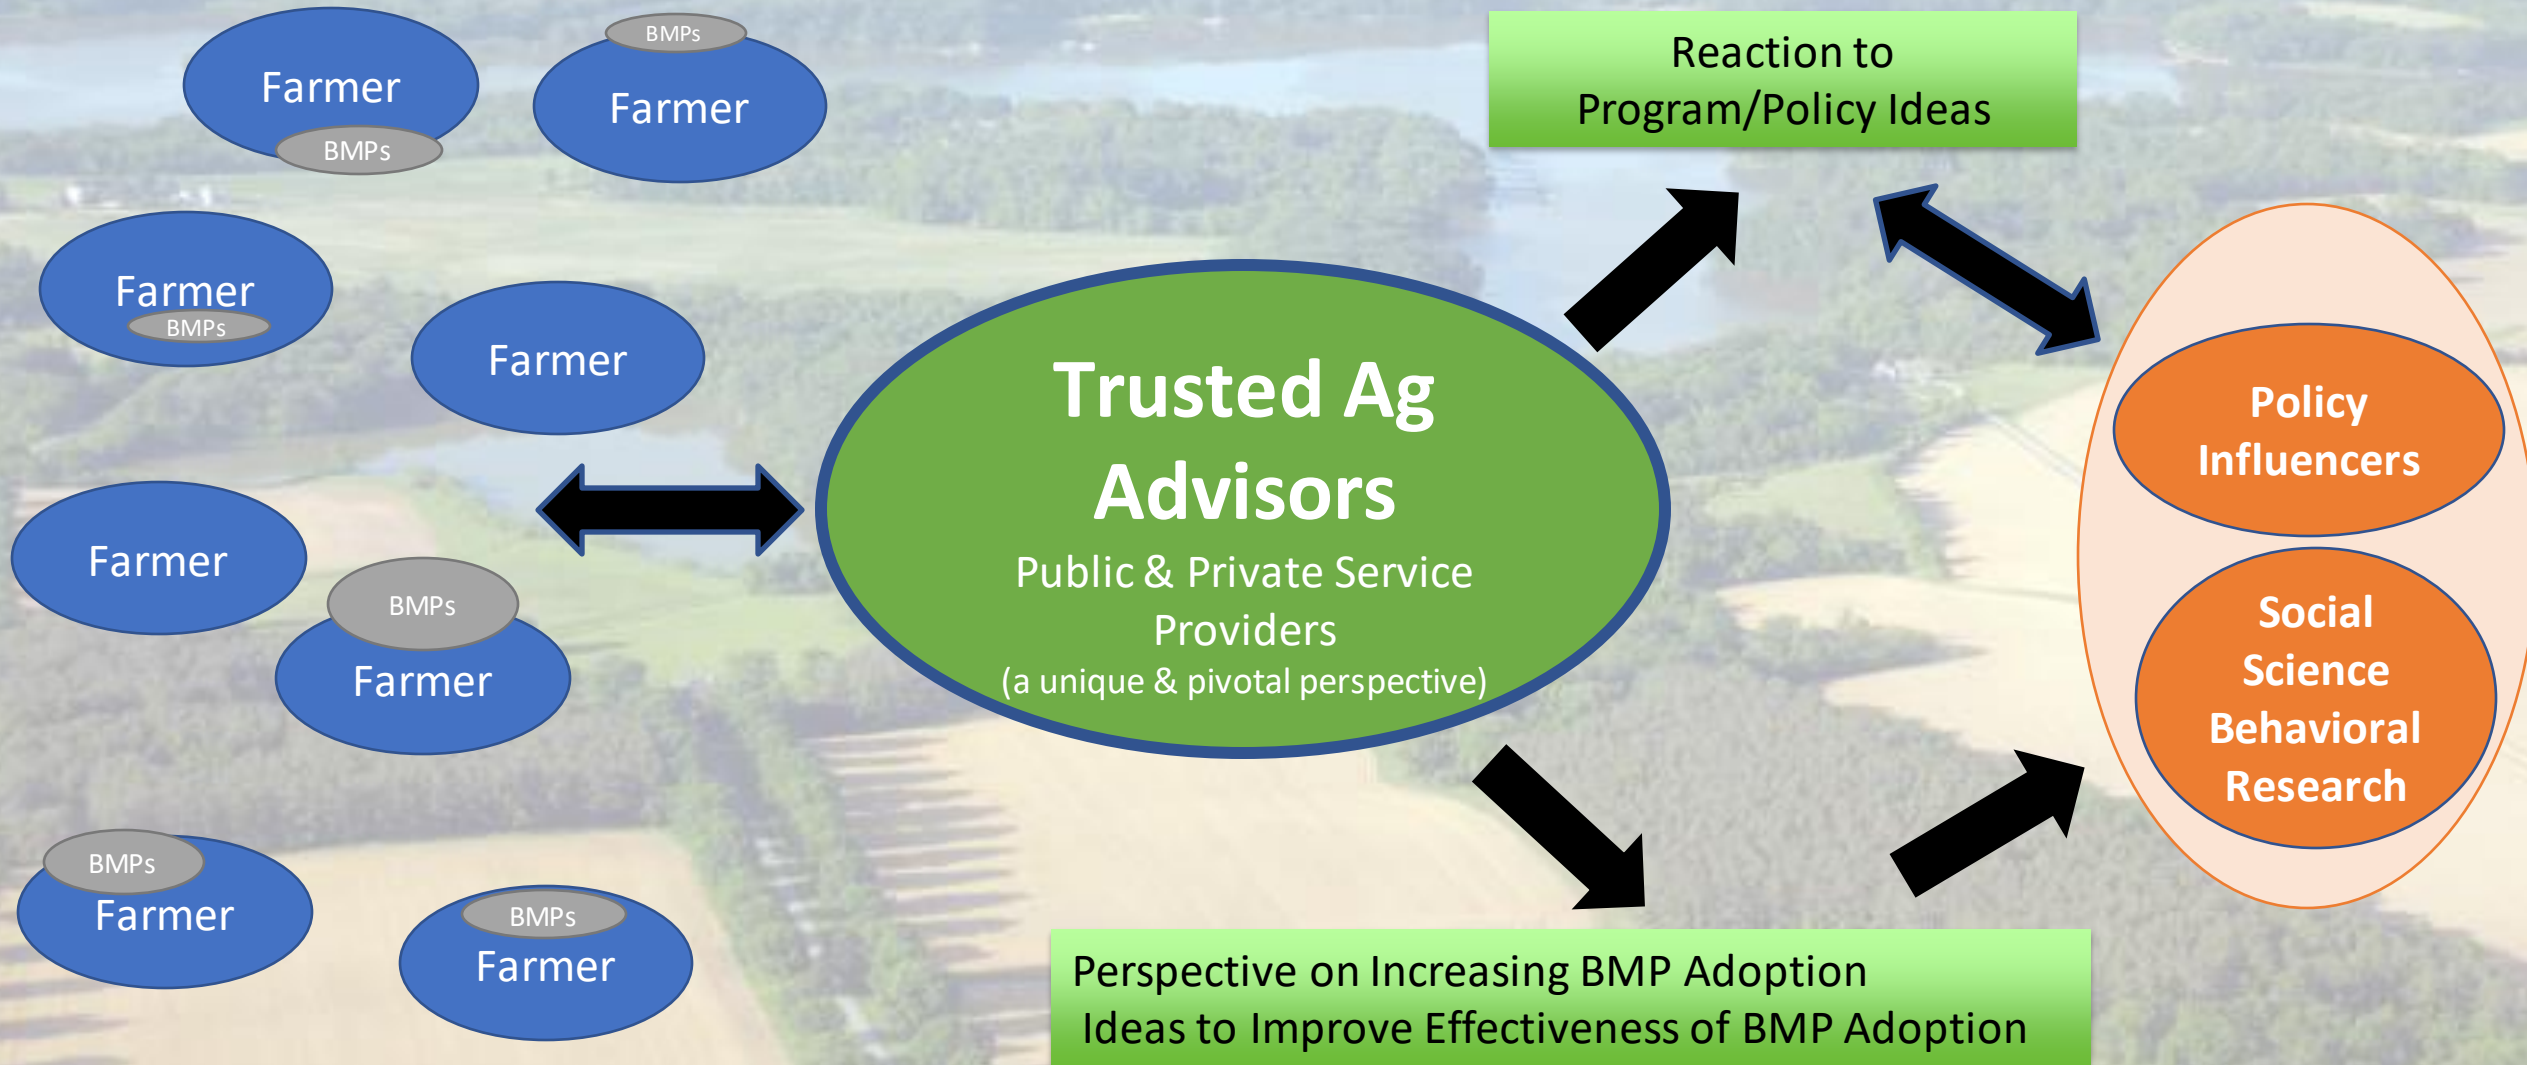 Farmer
BMPs
BMPs
Farmer
Farmer
BMPs
Farmer
Farmer
BMPs
Farmer
BMPs
Farmer
BMPs
Farmer
Trusted Ag
Advisors
Public & Private Service
Providers
(a unique & pivotal perspective)
Reaction to
Program/Policy Ideas
Policy
Influencers
Social
Science
Behavioral
Research
Perspective on Increasing BMP Adoption
Ideas to Improve Effectiveness of BMP Adoption